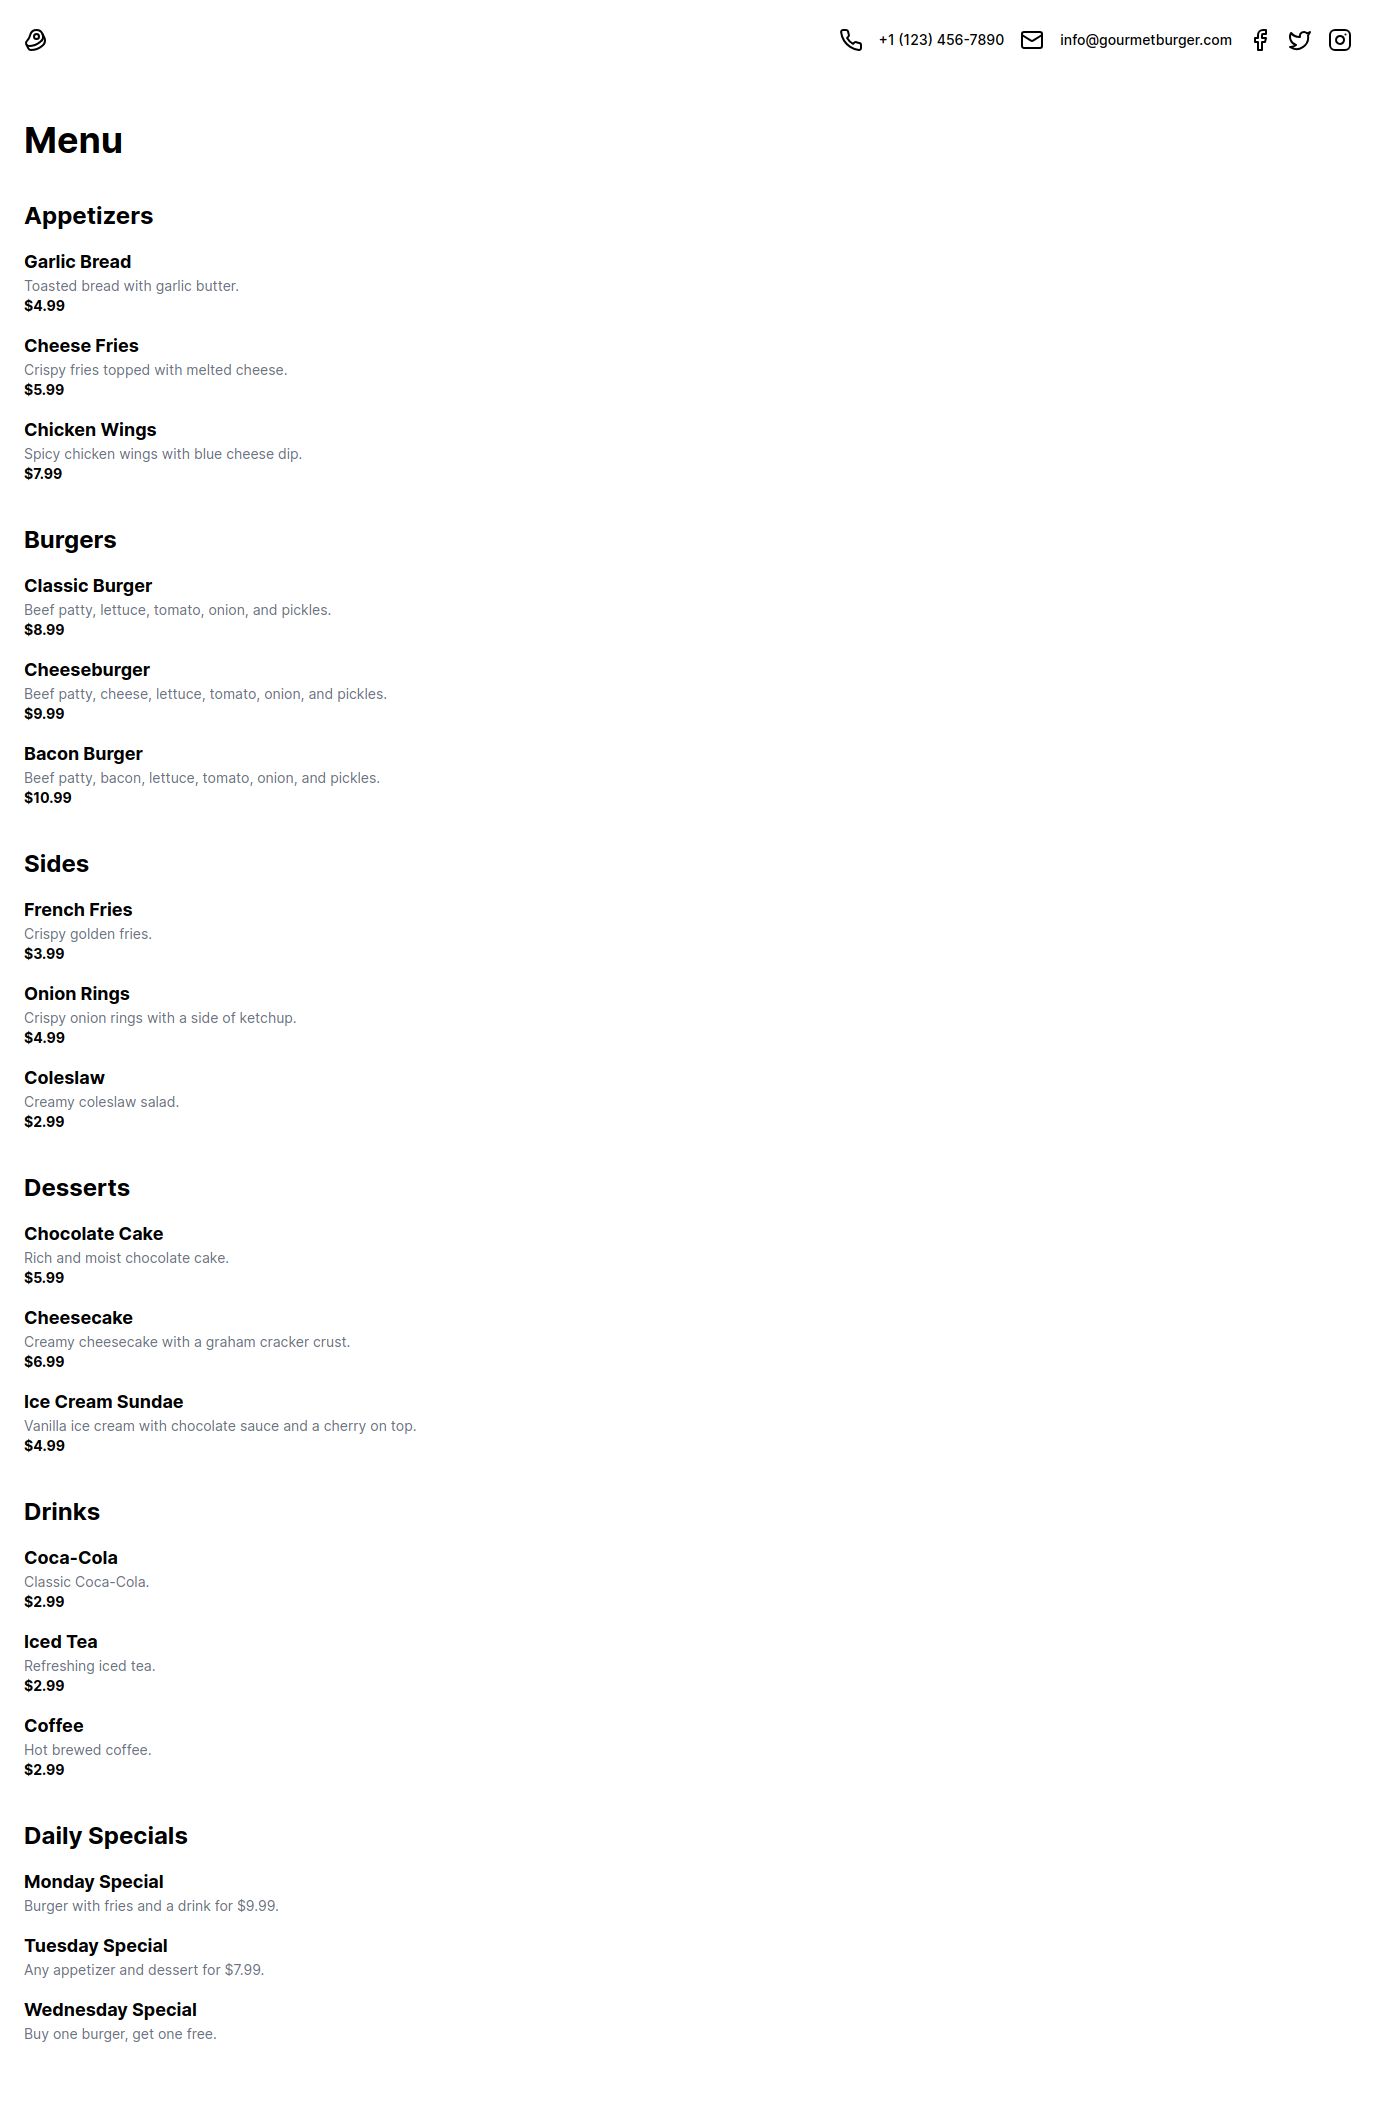 +1 (123) 456-7890 info@gourmetburger.com
Menu
Appetizers
Garlic Bread
Toasted bread with garlic butter.
$4.99
Cheese Fries
Crispy fries topped with melted cheese.
$5.99
Chicken Wings
Spicy chicken wings with blue cheese dip.
$7.99
Burgers
Classic Burger
Beef patty, lettuce, tomato, onion, and pickles.
$8.99
Cheeseburger
Beef patty, cheese, lettuce, tomato, onion, and pickles.
$9.99
Bacon Burger
Beef patty, bacon, lettuce, tomato, onion, and pickles.
$10.99
Sides
French Fries
Crispy golden fries.
$3.99
Onion Rings
Crispy onion rings with a side of ketchup.
$4.99
Coleslaw
Creamy coleslaw salad.
$2.99
Desserts
Chocolate Cake
Rich and moist chocolate cake.
$5.99
Cheesecake
Creamy cheesecake with a graham cracker crust.
$6.99
Ice Cream Sundae
Vanilla ice cream with chocolate sauce and a cherry on top.
$4.99
Drinks
Coca-Cola
Classic Coca-Cola.
$2.99
Iced Tea
Refreshing iced tea.
$2.99
Coffee
Hot brewed coffee.
$2.99
Daily Specials
Monday Special
Burger with fries and a drink for $9.99.
Tuesday Special
Any appetizer and dessert for $7.99.
Wednesday Special
Buy one burger, get one free.